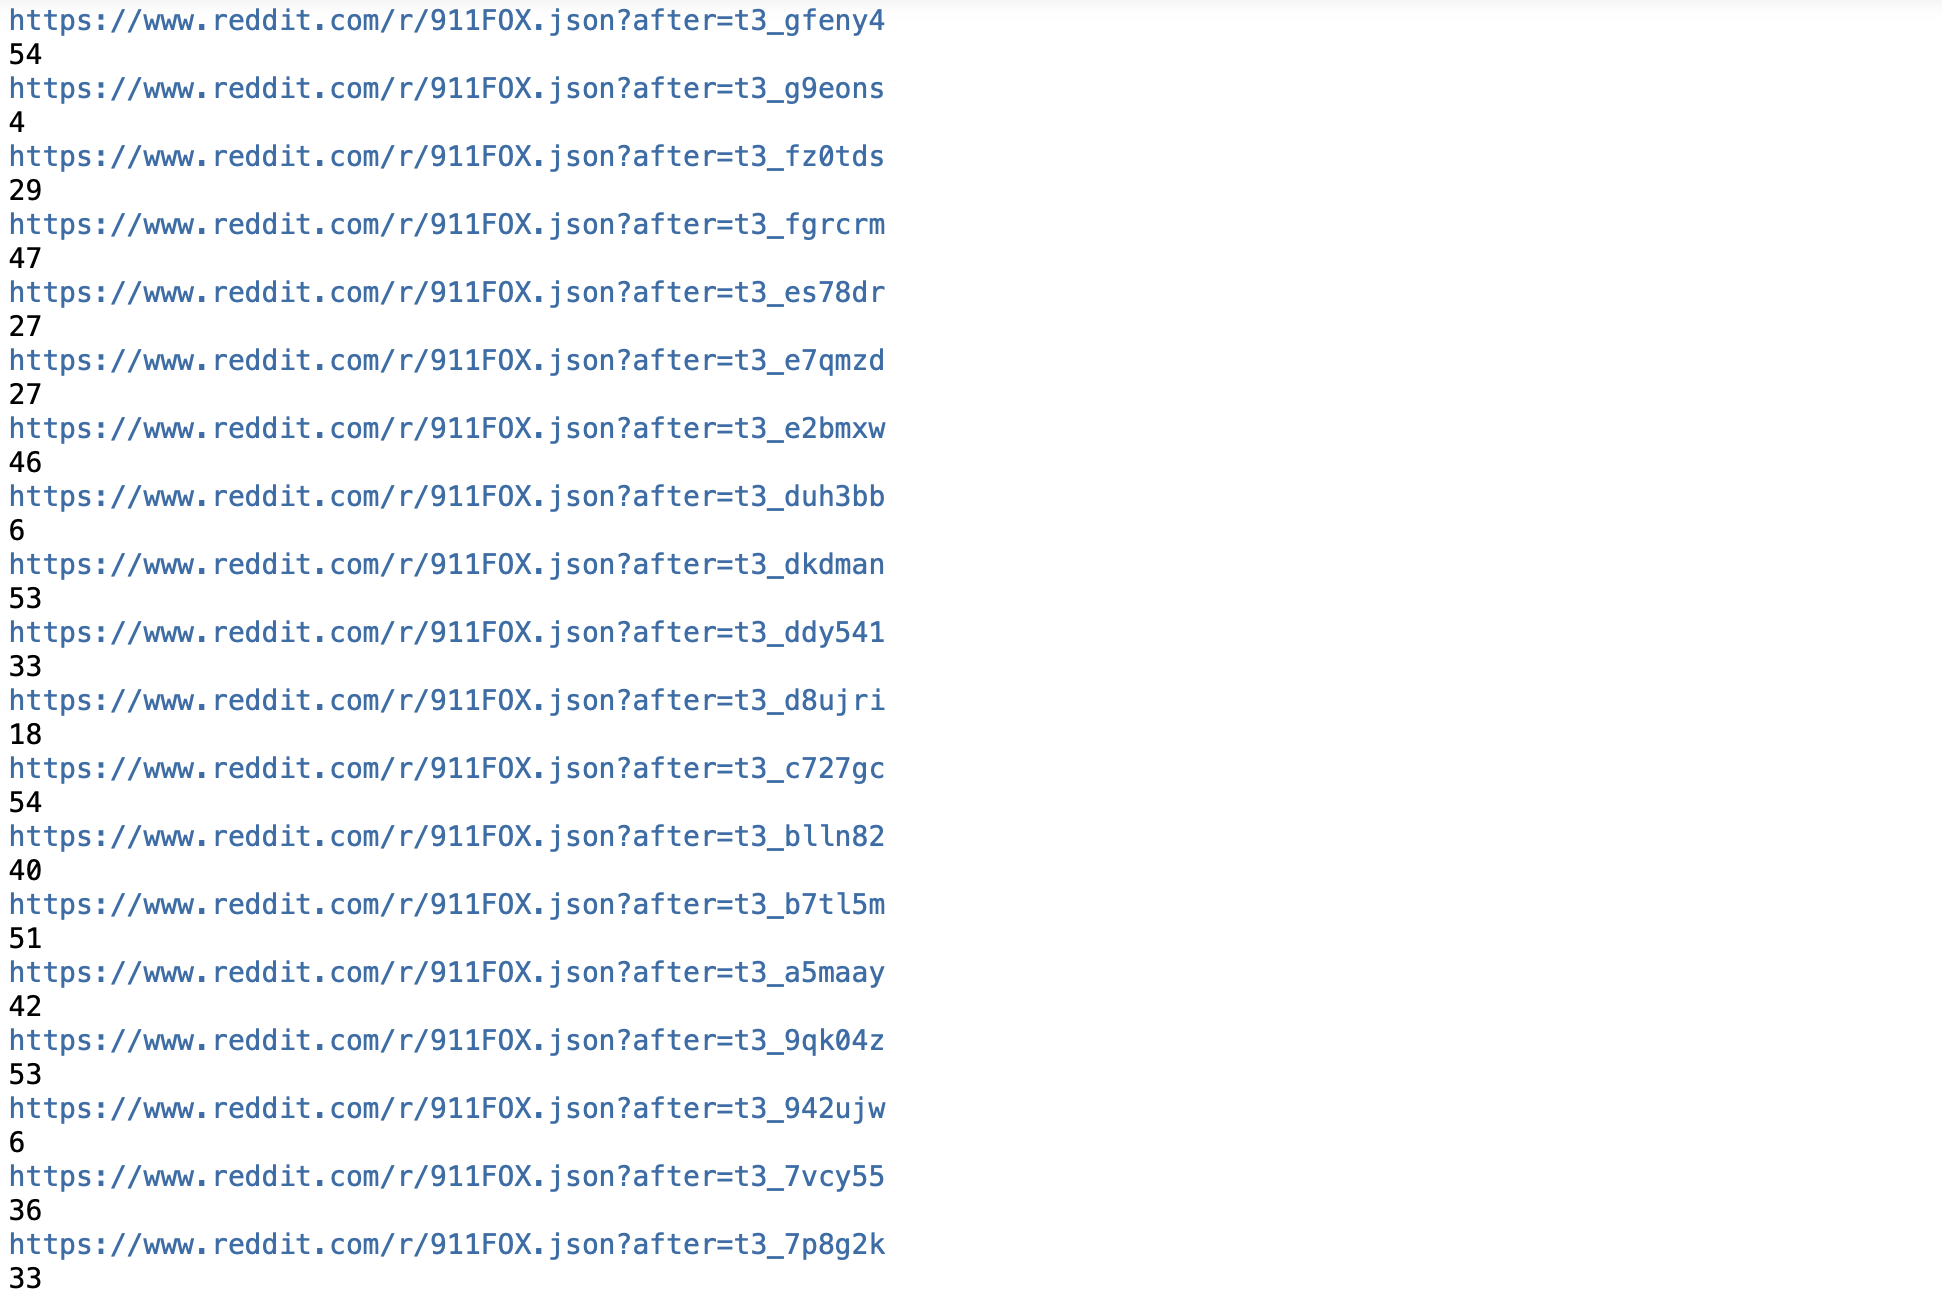 https://www.reddit.com/r/911FOX.json?after=t3_gfeny4
54
https://www.reddit.com/r/911FOX.json?after=t3_g9eons
4
https://www.reddit.com/r/911FOX.json?after=t3_fz0tds
29
https://www.reddit.com/r/911FOX.json?after=t3_fgrcrm
47
https://www.reddit.com/r/911FOX.json?after=t3_es78dr
27
https://www.reddit.com/r/911FOX.json?after=t3_e7qmzd
27
https://www.reddit.com/r/911FOX.json?after=t3_e2bmxw
46
https://www.reddit.com/r/911FOX.json?after=t3_duh3bb
6
https://www.reddit.com/r/911FOX.json?after=t3_dkdman
53
https://www.reddit.com/r/911FOX.json?after=t3_ddy541
33
https://www.reddit.com/r/911FOX.json?after=t3_d8ujri
18
https://www.reddit.com/r/911FOX.json?after=t3_c727gc
54
https://www.reddit.com/r/911FOX.json?after=t3_blln82
40
https://www.reddit.com/r/911FOX.json?after=t3_b7tl5m
51
https://www.reddit.com/r/911FOX.json?after=t3_a5maay
42
https://www.reddit.com/r/911FOX.json?after=t3_9qk04z
53
https://www.reddit.com/r/911FOX.json?after=t3_942ujw
6
https://www.reddit.com/r/911FOX.json?after=t3_7vcy55
36
https://www.reddit.com/r/911FOX.json?after=t3_7p8g2k
33